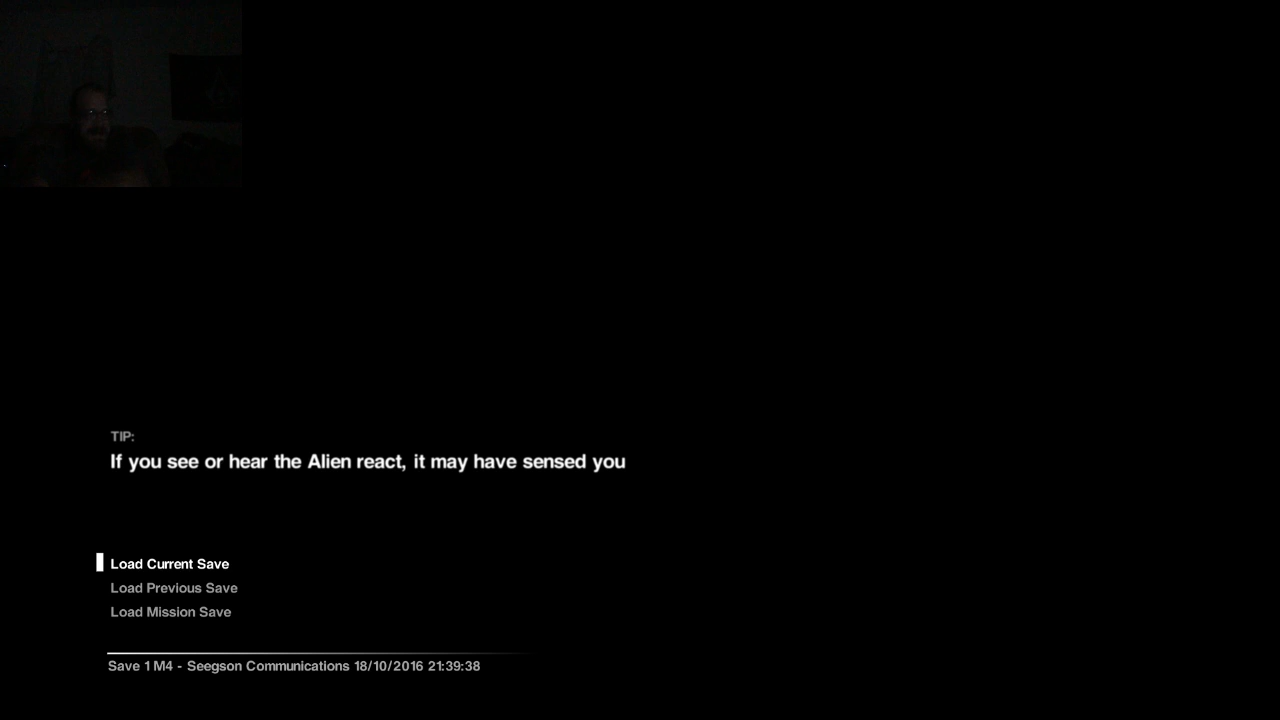 TIP:
If you see or hear the Alien react, it may have sensed you
Load Current Save
Load Previous Save
Load Mission Save
Save 1 M4 - Seegson Communications 18/10/2016 21:39:38